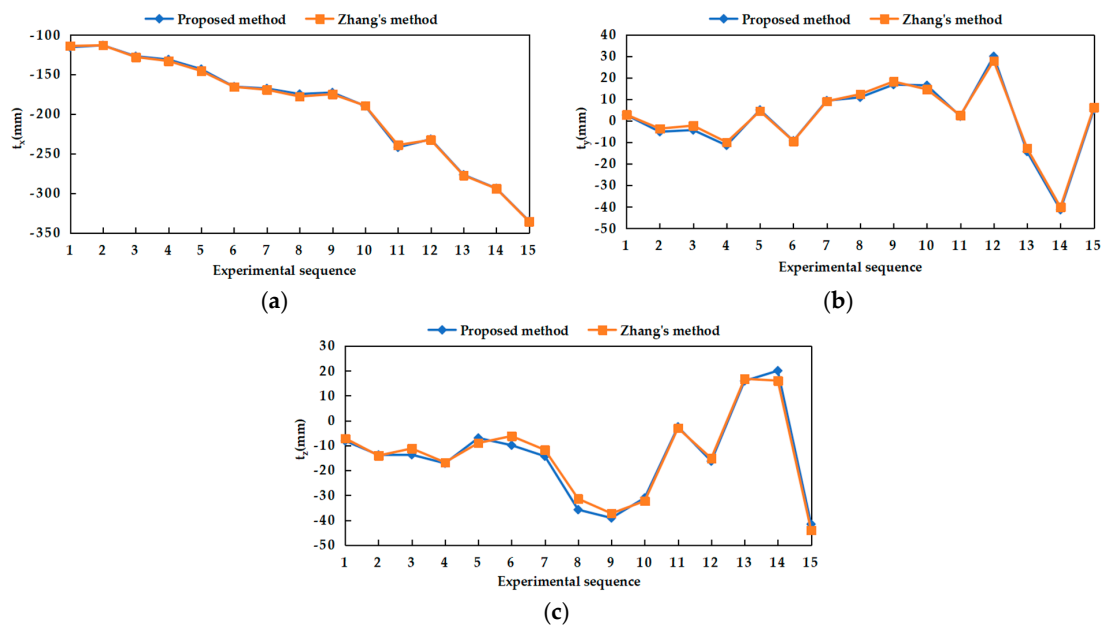 Proposed method Zhang's method
-100
-150
-200
-250
-300
-350
tx(mm)
1 2 3 4 5 6 7 8 9 10 11 12 13 14 15
Experimental sequence
(a)
Proposed method Zhang's method
40
30
20
10
0
-10
-20
-30
-40
-50
ty(mm)
1 2 3 4 5 6 7 8 9 10 11 12 13 14 15
Experimental sequence
(b)
Proposed method Zhang's method
30
20
10
0
-10
-20
-30
-40
-50
tz(mm)
1 2 3 4 5 6 7 8 9 10 11 12 13 14 15
Experimental sequence
(c)